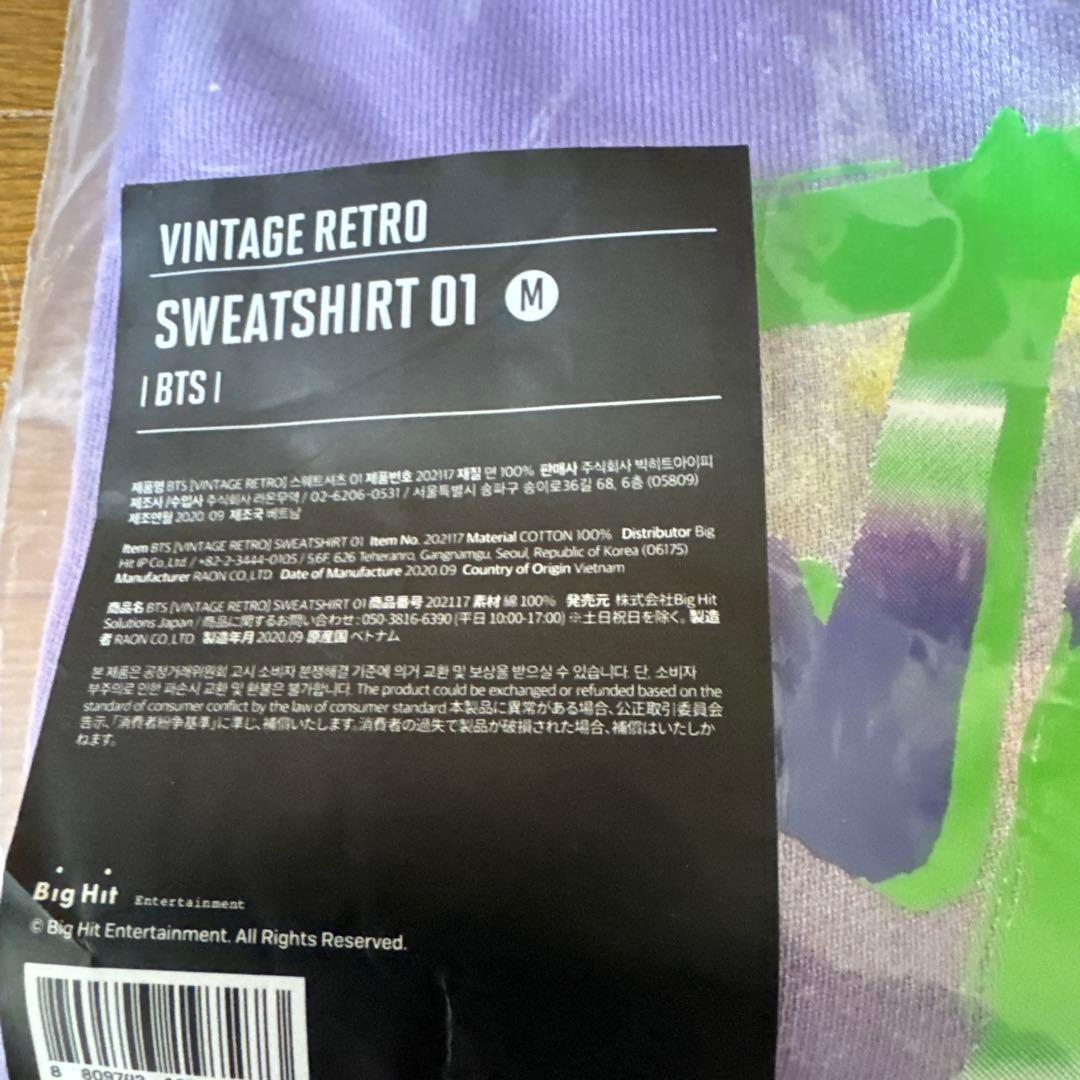 VINTAGE RETRO
SWEATSHIRT 01 M
| BTS |
제품명 BTS [VINTAGE RETRO] 스웨트셔츠 01 제품번호 202117 재질 면 100% 판매사 주식회사 빅히트아이피
제조사/수입사 주식회사 라온무역 / 02-6206-0531 / 서울특별시 송파구 송이로36길 68, 6층 (05809)
제조연월 2020.09 제조국 베트남
Item BTS [VINTAGE RETRO] SWEATSHIRT 01 Item No. 202117 Material COTTON 100% Distributor Big
Hit IP Co.,Ltd / +82-2-3444-0105 / 5,6F, 626 Teheranro, Gangnamgu, Seoul, Republic of Korea (06175)
Manufacturer RAON CO.,LTD. Date of Manufacture 2020.09 Country of Origin Vietnam
商品名 BTS [VINTAGE RETRO] SWEATSHIRT 01 商品番号 202117 素材 綿 100% 発売元 株式会社Big Hit
Solutions Japan / 商品に関するお問い合わせ : 050-3816-6390 (平日 10:00-17:00) ※土日祝日を除く。 製造
者 RAON CO.,LTD. 製造年月 2020.09 原産国 ベトナム
본 제품은 공정거래위원회 고시 소비자 분쟁해결 기준에 의거 교환 및 보상을 받으실 수 있습니다. 단, 소비자
부주의로 인한 파손시 교환 및 환불은 불가합니다. The product could be exchanged or refunded based on the
standard of consumer conflict by the law of consumer standard 本製品に異常がある場合、公正取引委員会
告示、「消費者紛争基準」に準じ、補償いたします。消費者の過失で製品が破損された場合、補償はいたしか
ねます。
Big Hit Entertainment
© Big Hit Entertainment. All Rights Reserved.
8 809702